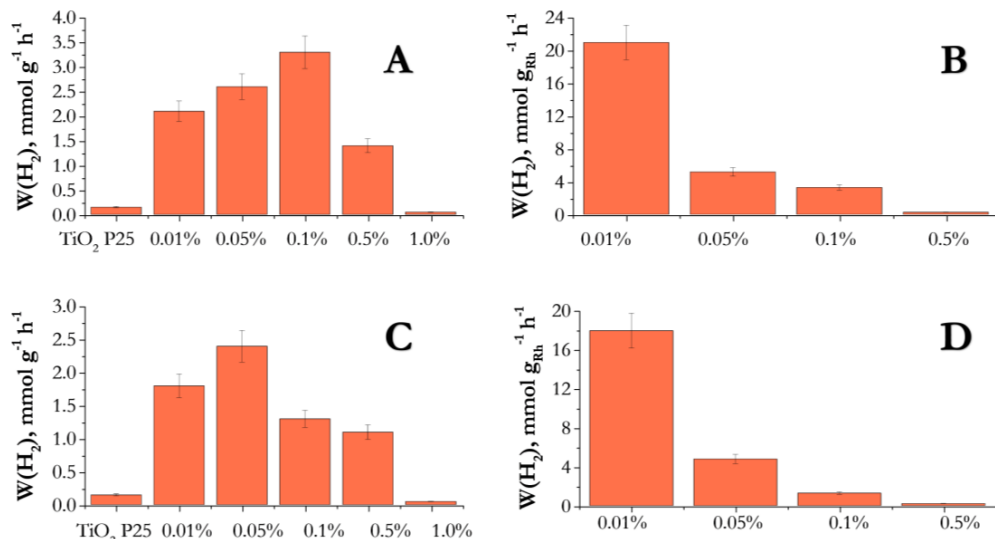 A
W(H₂), mmol g⁻¹ h⁻¹
4.0
3.5
3.0
2.5
2.0
1.5
1.0
0.5
0.0
TiO₂ P25 0.01% 0.05% 0.1% 0.5% 1.0%
B
W(H₂), mmol g_Rh⁻¹ h⁻¹
24
20
16
12
8
4
0
0.01% 0.05% 0.1% 0.5%
C
W(H₂), mmol g⁻¹ h⁻¹
3.0
2.5
2.0
1.5
1.0
0.5
0.0
TiO₂ P25 0.01% 0.05% 0.1% 0.5% 1.0%
D
W(H₂), mmol g_Rh⁻¹ h⁻¹
20
16
12
8
4
0
0.01% 0.05% 0.1% 0.5%